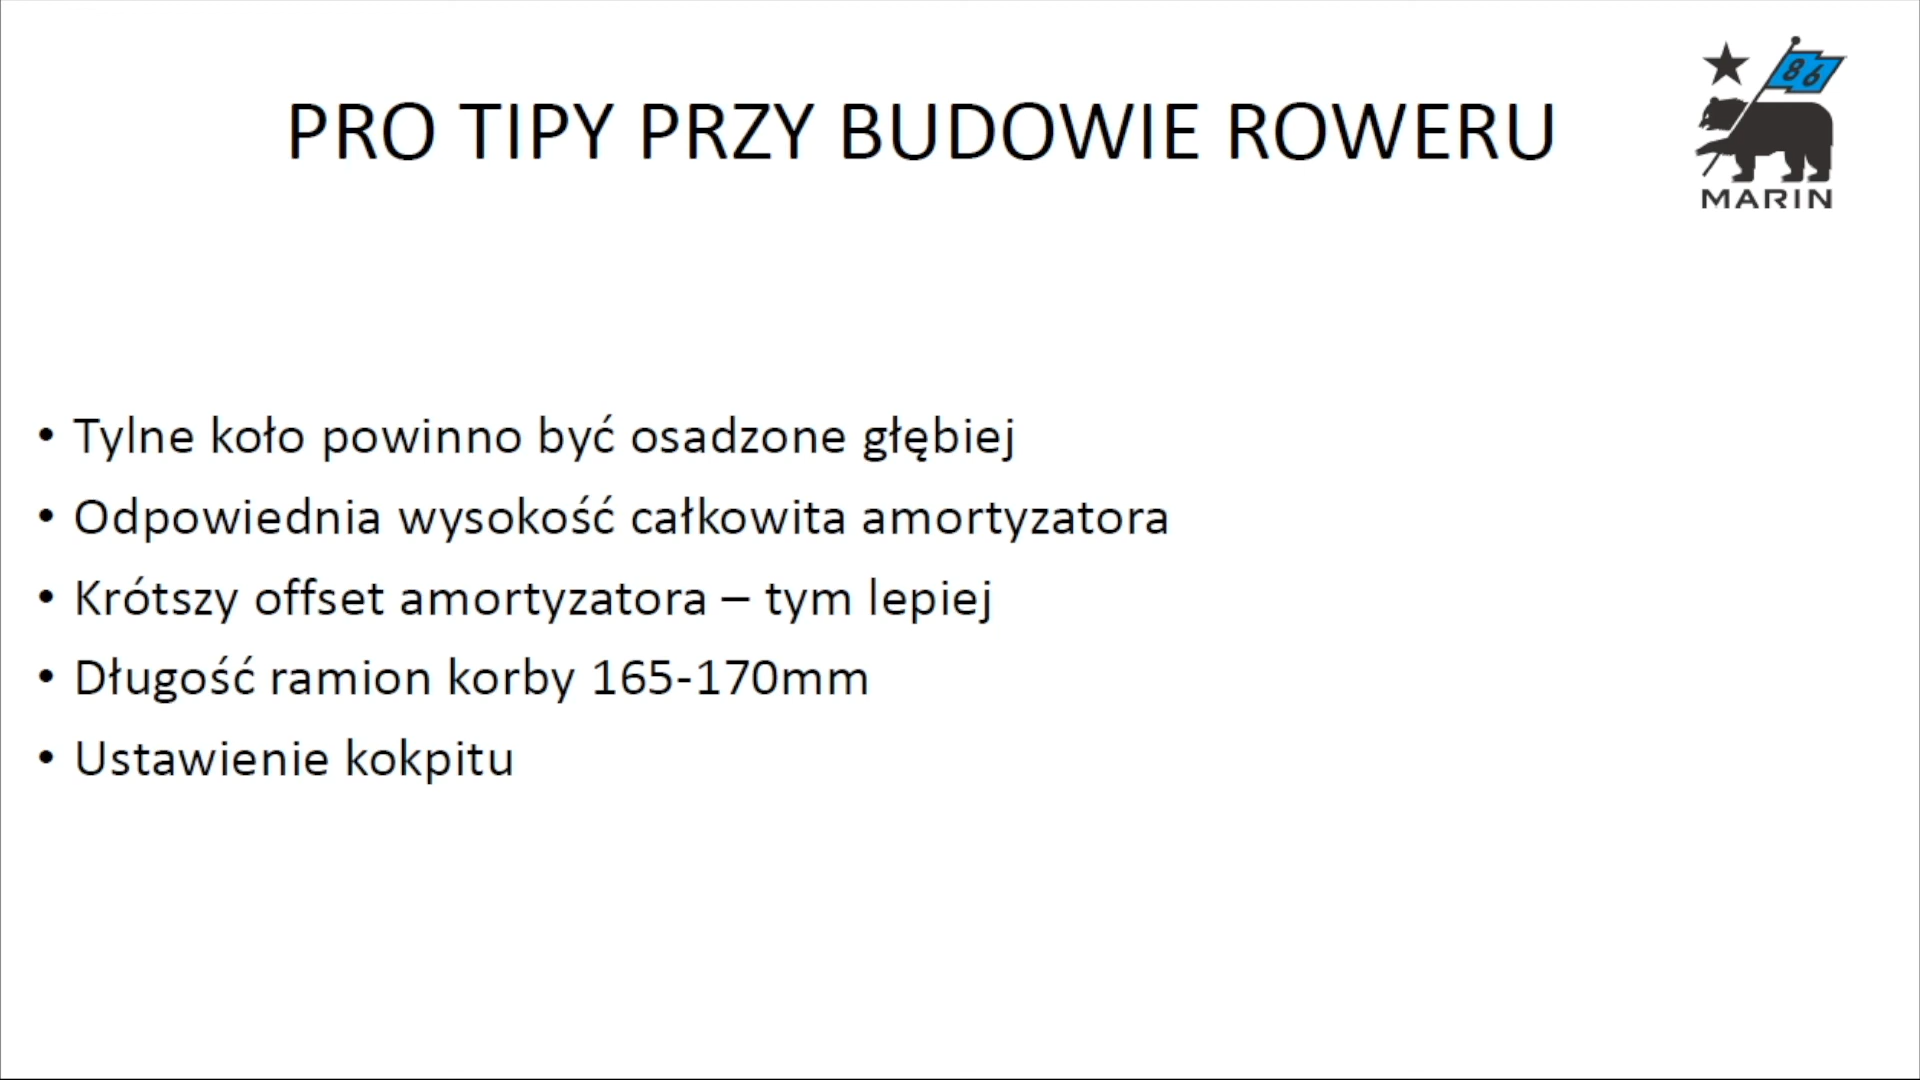 PRO TIPY PRZY BUDOWIE ROWERU
86
MARIN
• Tylne koło powinno być osadzone głębiej
• Odpowiednia wysokość całkowita amortyzatora
• Krótszy offset amortyzatora – tym lepiej
• Długość ramion korby 165-170mm
• Ustawienie kokpitu